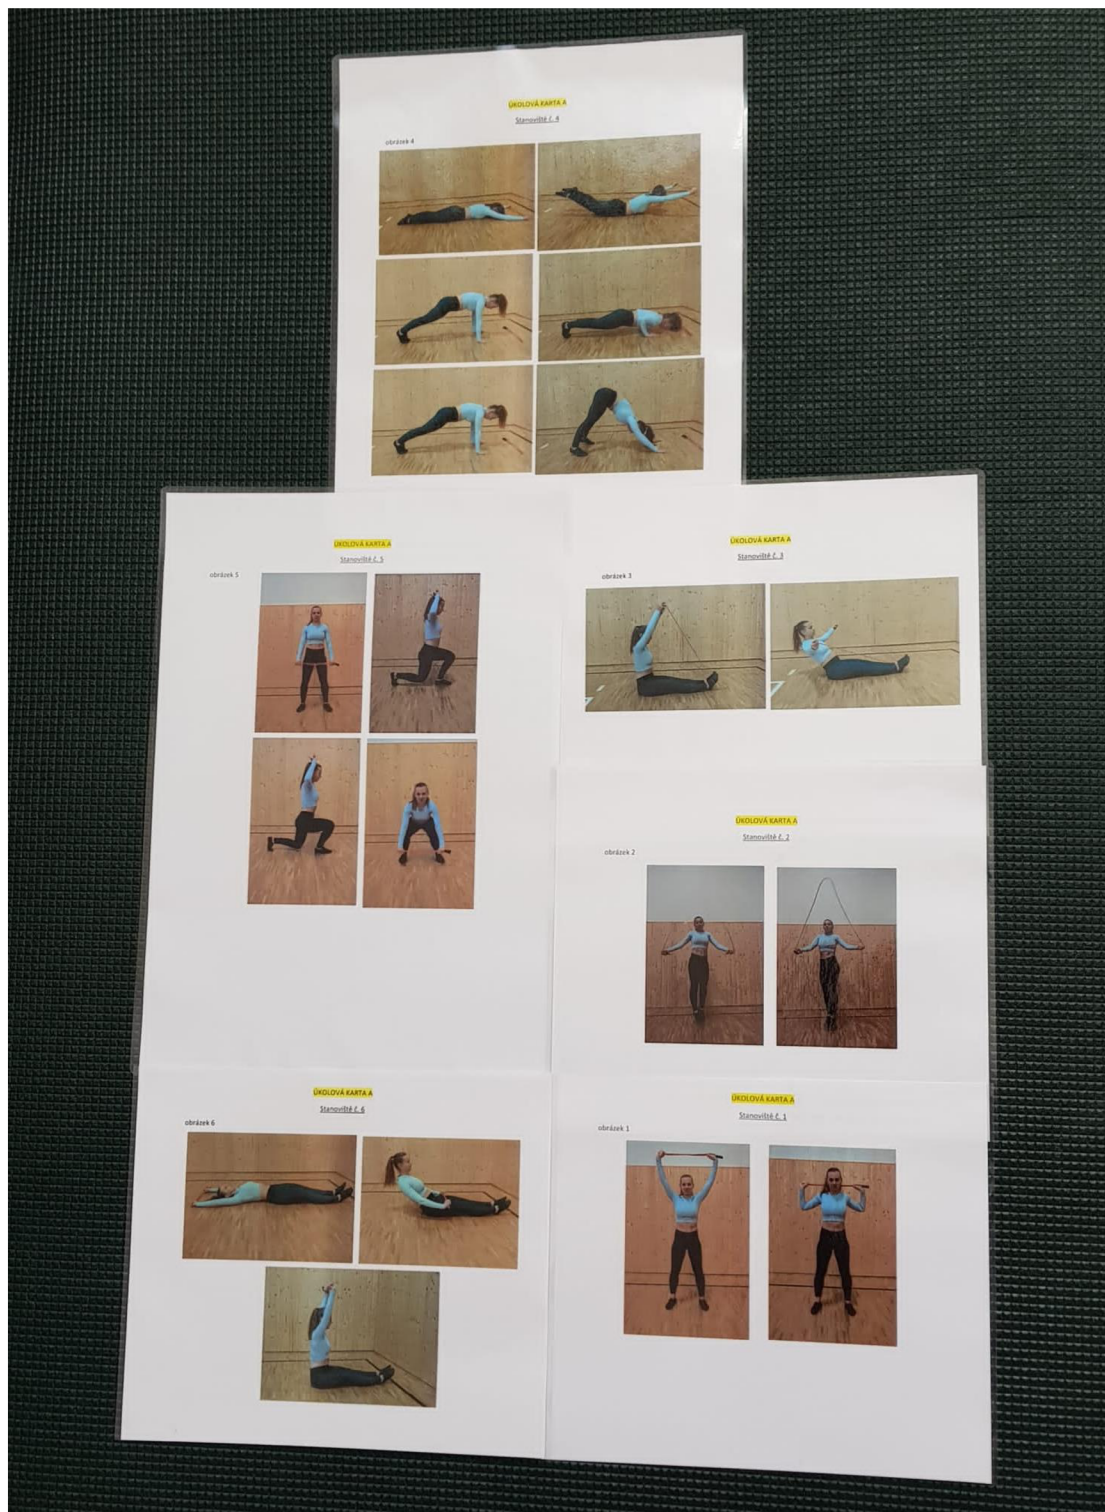 ÚKOLOVÁ KARTA A
Stanoviště č. 4
obrázek 4
ÚKOLOVÁ KARTA A
Stanoviště č. 5
obrázek 5
ÚKOLOVÁ KARTA A
Stanoviště č. 3
obrázek 3
ÚKOLOVÁ KARTA A
Stanoviště č. 2
obrázek 2
ÚKOLOVÁ KARTA A
Stanoviště č. 6
obrázek 6
ÚKOLOVÁ KARTA A
Stanoviště č. 1
obrázek 1